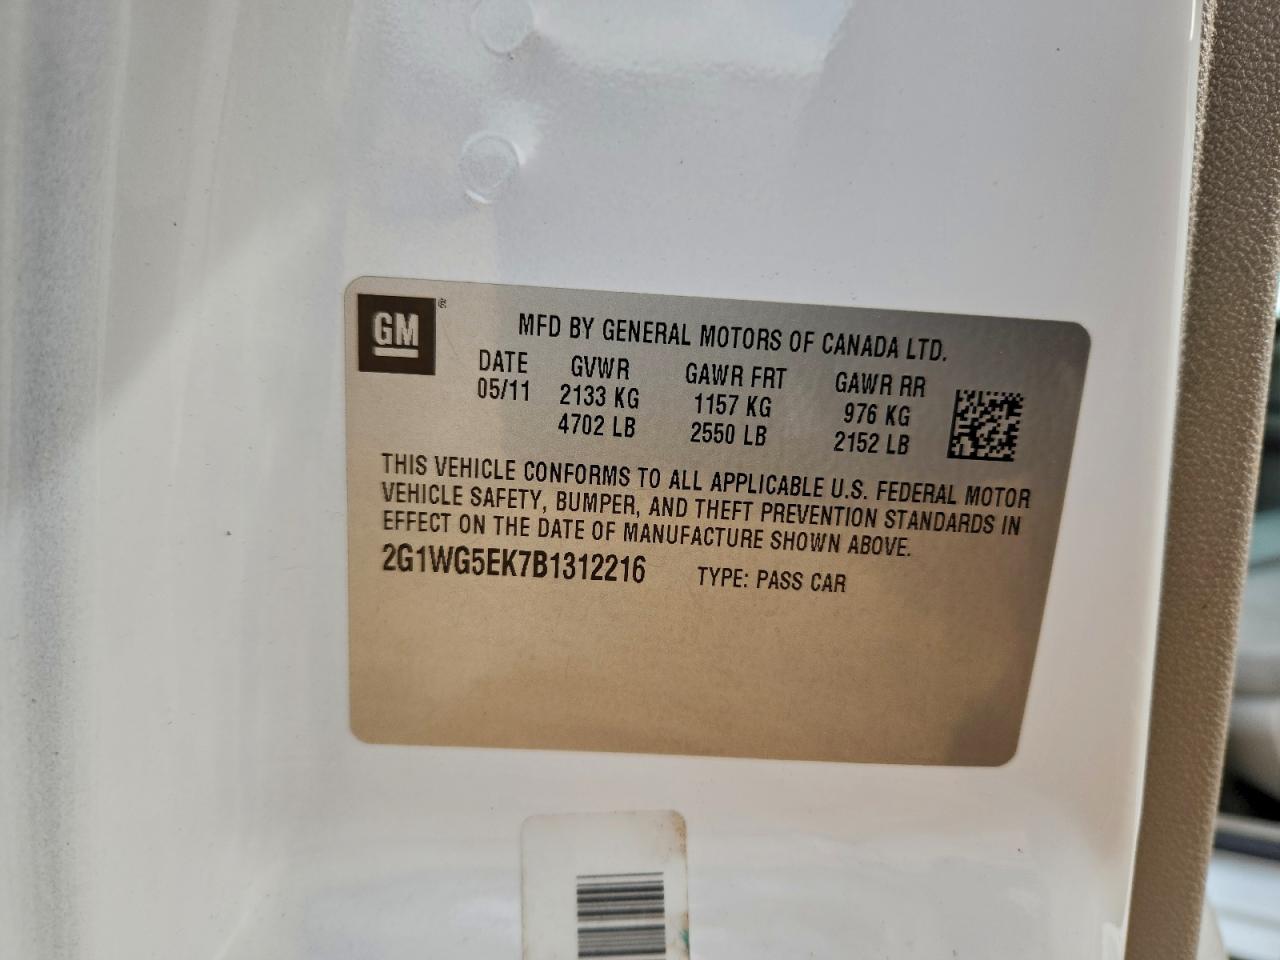 GM
MFD BY GENERAL MOTORS OF CANADA LTD.
DATE GVWR GAWR FRT GAWR RR
05/11 2133 KG 1157 KG 976 KG
4702 LB 2550 LB 2152 LB
THIS VEHICLE CONFORMS TO ALL APPLICABLE U.S. FEDERAL MOTOR
VEHICLE SAFETY, BUMPER, AND THEFT PREVENTION STANDARDS IN
EFFECT ON THE DATE OF MANUFACTURE SHOWN ABOVE.
2G1WG5EK7B1312216 TYPE: PASS CAR